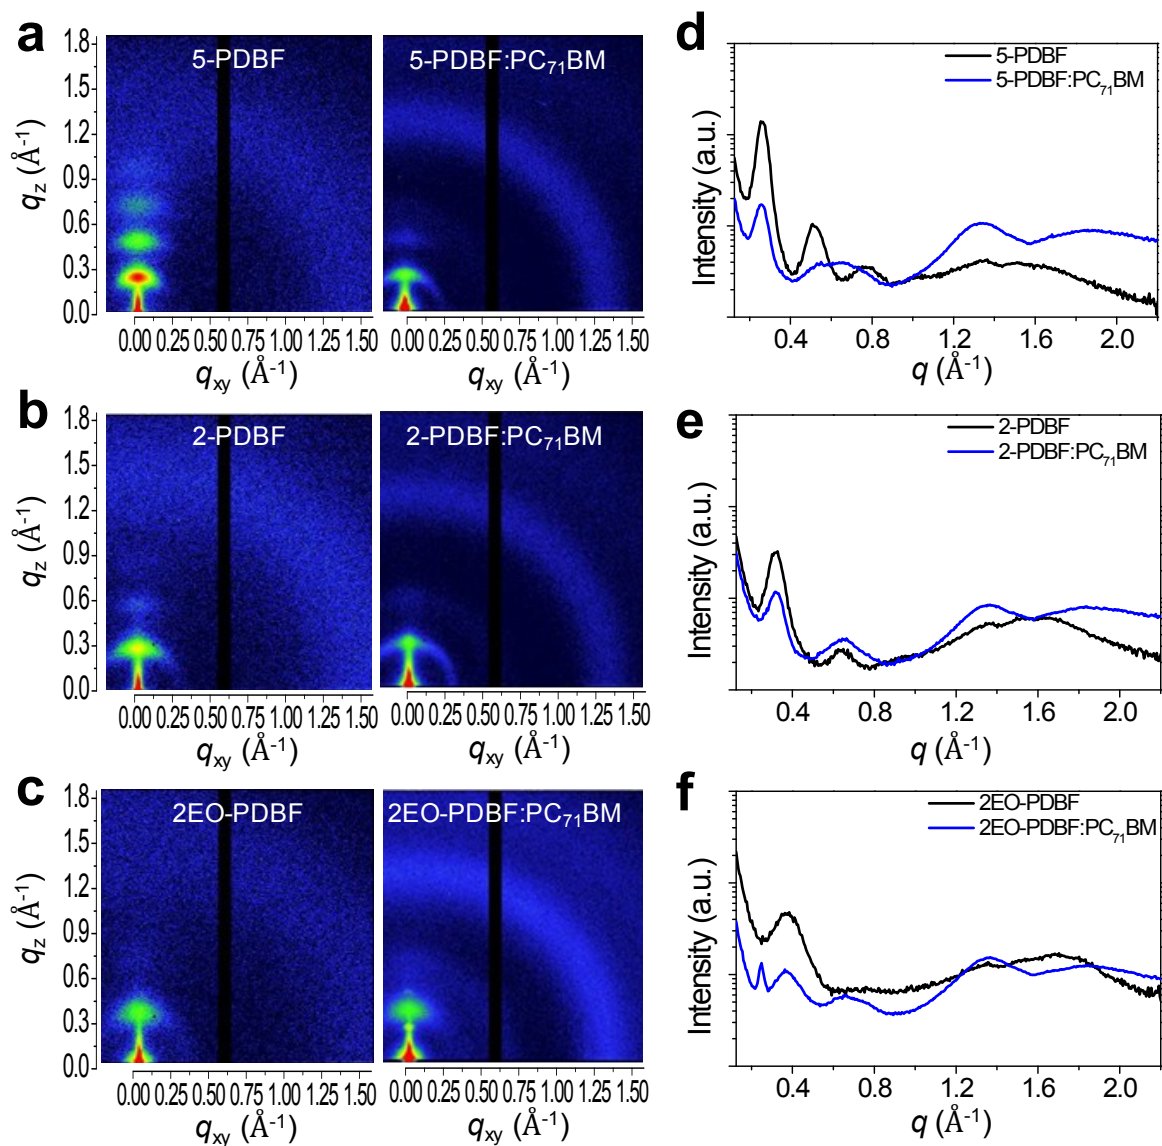 a
5-PDBF
5-PDBF:PC71BM
1.8
1.5
1.2
0.9
0.6
0.3
0.0
qz (Å-1)
0.00 0.25 0.50 0.75 1.00 1.25 1.50
0.00 0.25 0.50 0.75 1.00 1.25 1.50
qxy (Å-1)
qxy (Å-1)
d
5-PDBF
5-PDBF:PC71BM
Intensity (a.u.)
0.4 0.8 1.2 1.6 2.0
q (Å-1)
b
2-PDBF
2-PDBF:PC71BM
1.8
1.5
1.2
0.9
0.6
0.3
0.0
qz (Å-1)
0.00 0.25 0.50 0.75 1.00 1.25 1.50
0.00 0.25 0.50 0.75 1.00 1.25 1.50
qxy (Å-1)
qxy (Å-1)
e
2-PDBF
2-PDBF:PC71BM
Intensity (a.u.)
0.4 0.8 1.2 1.6 2.0
q (Å-1)
c
2EO-PDBF
2EO-PDBF:PC71BM
1.8
1.5
1.2
0.9
0.6
0.3
0.0
qz (Å-1)
0.00 0.25 0.50 0.75 1.00 1.25 1.50
0.00 0.25 0.50 0.75 1.00 1.25 1.50
qxy (Å-1)
qxy (Å-1)
f
2EO-PDBF
2EO-PDBF:PC71BM
Intensity (a.u.)
0.4 0.8 1.2 1.6 2.0
q (Å-1)